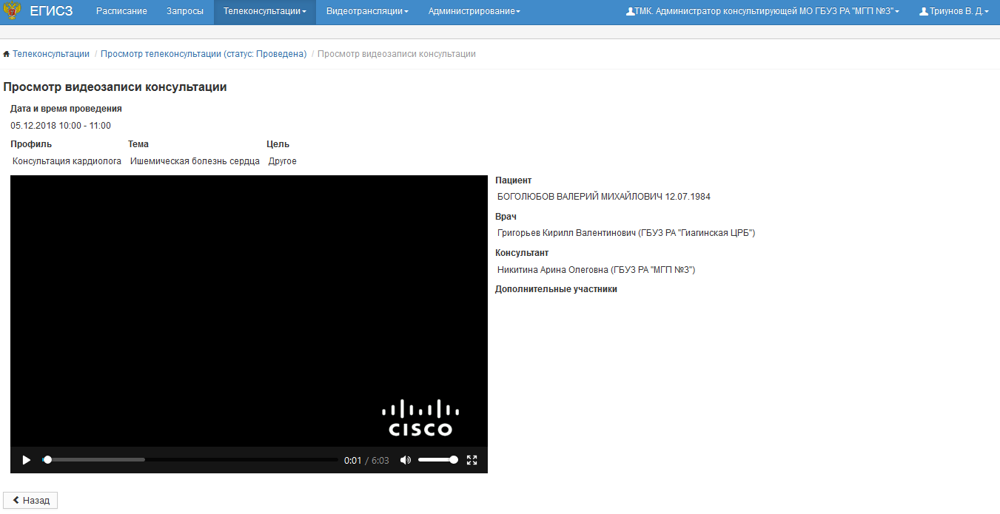 ЕГИСЗ Расписание Запросы Телеконсультации Видеотрансляции Администрирование ТМК. Администратор консультирующей МО ГБУЗ РА "МГП №3" Триунов В. Д.
Телеконсультации / Просмотр телеконсультации (статус: Проведена) / Просмотр видеозаписи консультации
Просмотр видеозаписи консультации
Дата и время проведения
05.12.2018 10:00 - 11:00
Профиль Тема Цель
Консультация кардиолога Ишемическая болезнь сердца Другое
Пациент
БОГОЛЮБОВ ВАЛЕРИЙ МИХАЙЛОВИЧ 12.07.1984
Врач
Григорьев Кирилл Валентинович (ГБУЗ РА "Гиагинская ЦРБ")
Консультант
Никитина Арина Олеговна (ГБУЗ РА "МГП №3")
Дополнительные участники
CISCO
0:01 / 6:03
Назад